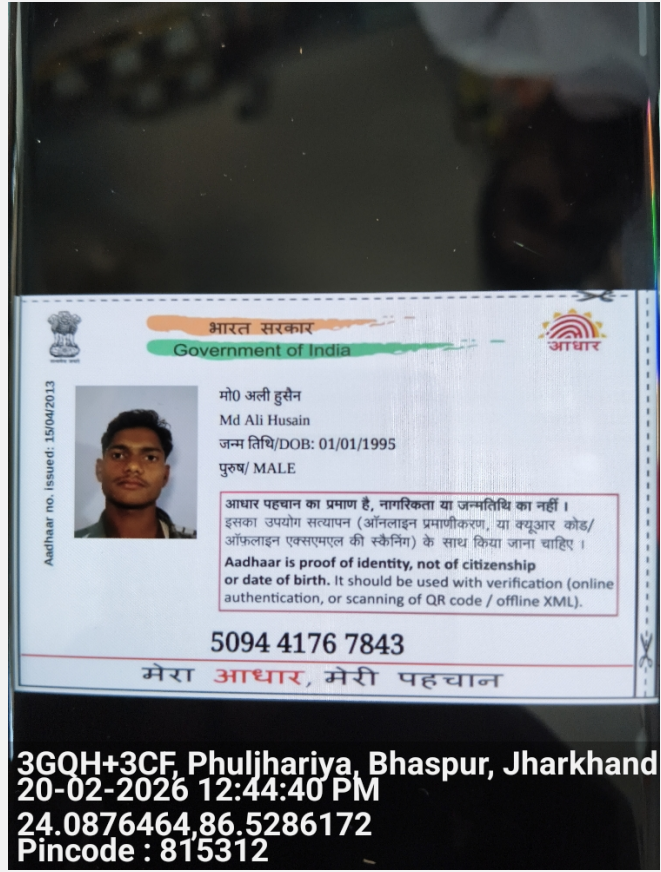 भारत सरकार
Government of India
आधार
Aadhaar no. issued: 15/04/2013
मो0 अली हुसैन
Md Ali Husain
जन्म तिथि/DOB: 01/01/1995
पुरुष/ MALE
आधार पहचान का प्रमाण है, नागरिकता या जन्मतिथि का नहीं ।
इसका उपयोग सत्यापन (ऑनलाइन प्रमाणीकरण, या क्यूआर कोड/
ऑफ़लाइन एक्सएमएल की स्कैनिंग) के साथ किया जाना चाहिए ।
Aadhaar is proof of identity, not of citizenship
or date of birth. It should be used with verification (online
authentication, or scanning of QR code / offline XML).
5094 4176 7843
मेरा आधार, मेरी पहचान
3GQH+3CF, Phuljhariya, Bhaspur, Jharkhand
20-02-2026 12:44:40 PM
24.0876464,86.5286172
Pincode : 815312